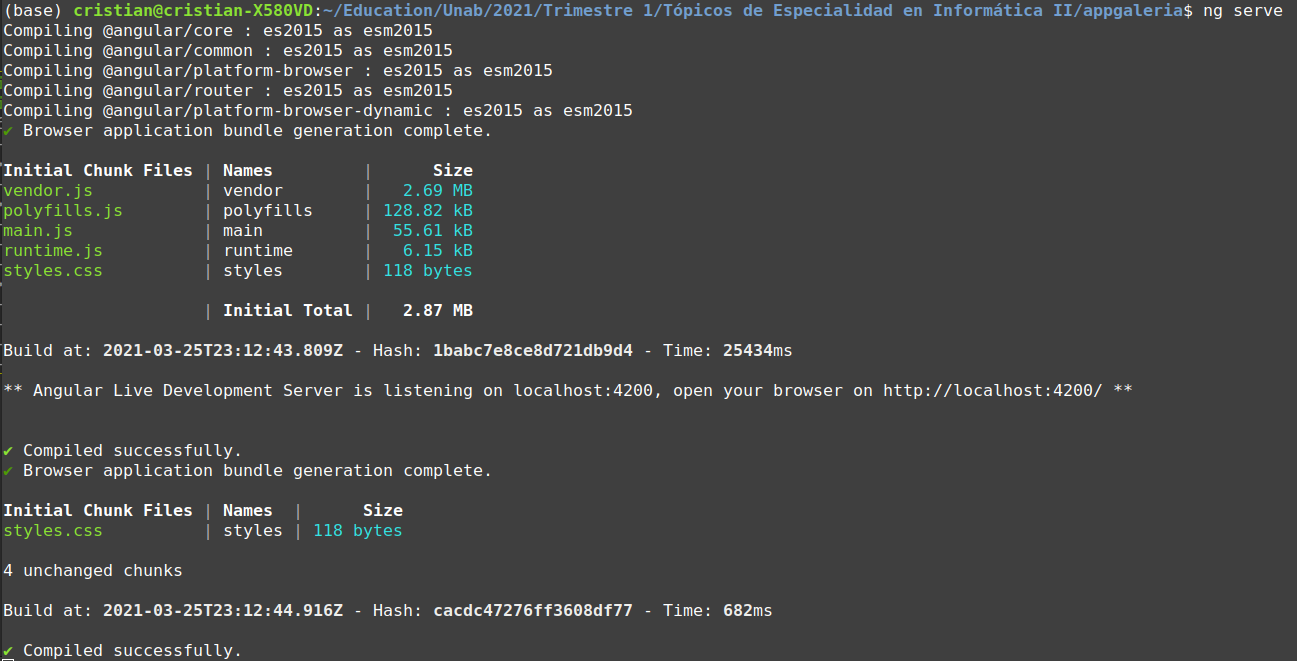 (base) cristian@cristian-X580VD:~/Education/Unab/2021/Trimestre 1/Tópicos de Especialidad en Informática II/appgaleria$ ng serve
Compiling @angular/core : es2015 as esm2015
Compiling @angular/common : es2015 as esm2015
Compiling @angular/platform-browser : es2015 as esm2015
Compiling @angular/router : es2015 as esm2015
Compiling @angular/platform-browser-dynamic : es2015 as esm2015
✔ Browser application bundle generation complete.
Initial Chunk Files | Names         |      Size
vendor.js           | vendor        |   2.69 MB
polyfills.js        | polyfills     | 128.82 kB
main.js             | main          |  55.61 kB
runtime.js          | runtime       |   6.15 kB
styles.css          | styles        | 118 bytes
                    | Initial Total |   2.87 MB
Build at: 2021-03-25T23:12:43.809Z - Hash: 1babc7e8ce8d721db9d4 - Time: 25434ms
** Angular Live Development Server is listening on localhost:4200, open your browser on http://localhost:4200/ **
✔ Compiled successfully.
✔ Browser application bundle generation complete.
Initial Chunk Files | Names  |      Size
styles.css          | styles | 118 bytes
4 unchanged chunks
Build at: 2021-03-25T23:12:44.916Z - Hash: cacdc47276ff3608df77 - Time: 682ms
✔ Compiled successfully.